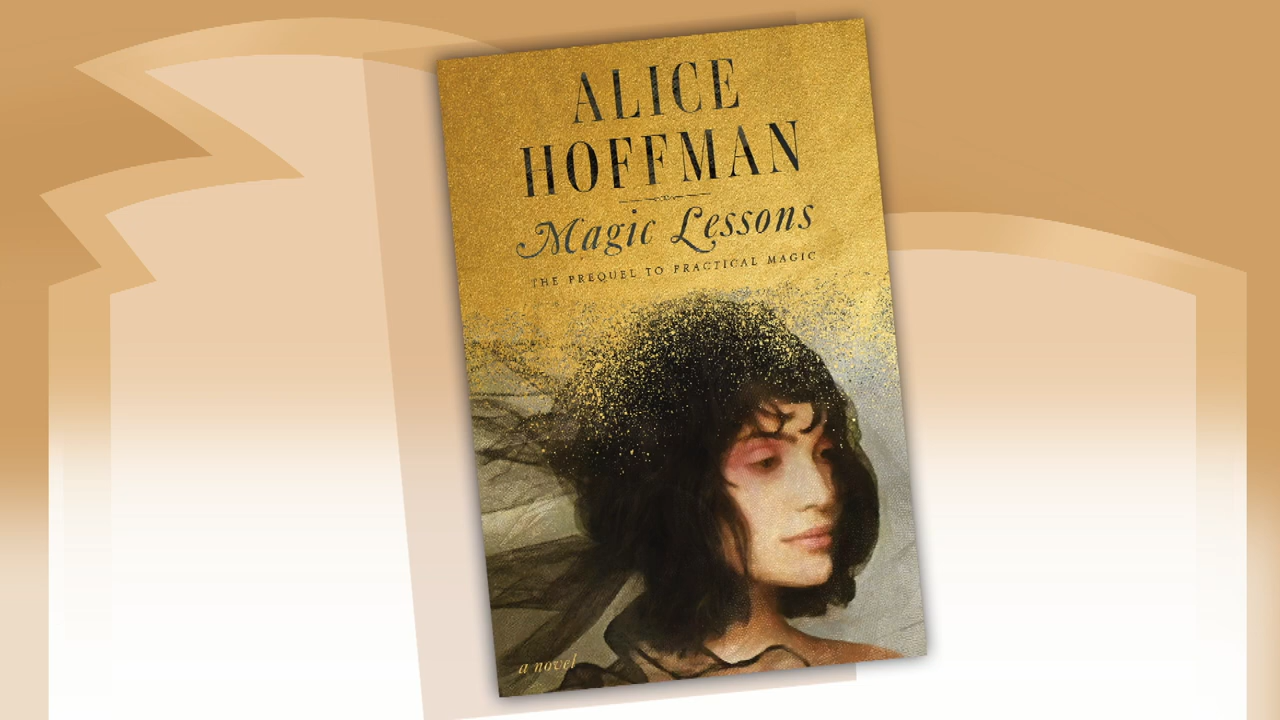 ALICE
HOFFMAN
Magic Lessons
THE PREQUEL TO PRACTICAL MAGIC
a novel